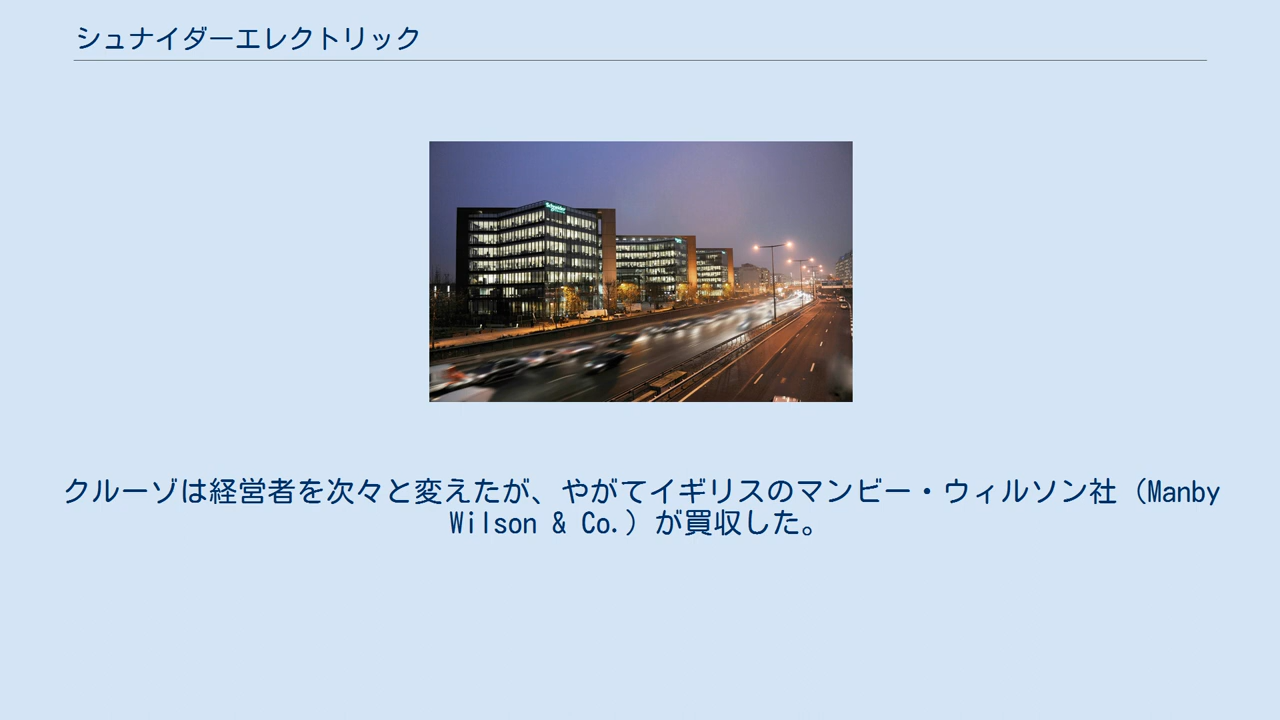 シュナイダーエレクトリック
Schneider
クルーゾは経営者を次々と変えたが、やがてイギリスのマンビー・ウィルソン社（Manby
Wilson & Co.）が買収した。